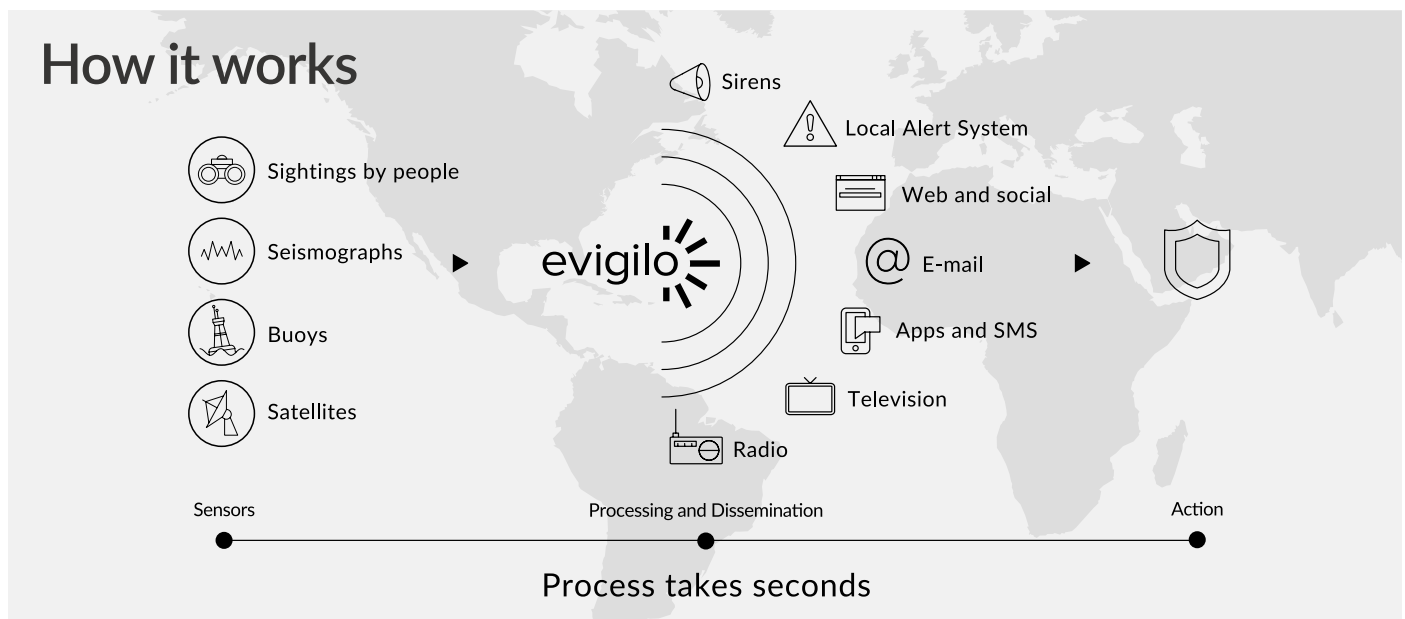 How it works
Sightings by people
Seismographs
Buoys
Satellites
evigilo
Sirens
Local Alert System
Web and social
@
E-mail
Apps and SMS
Television
Radio
Sensors
Processing and Dissemination
Action
Process takes seconds